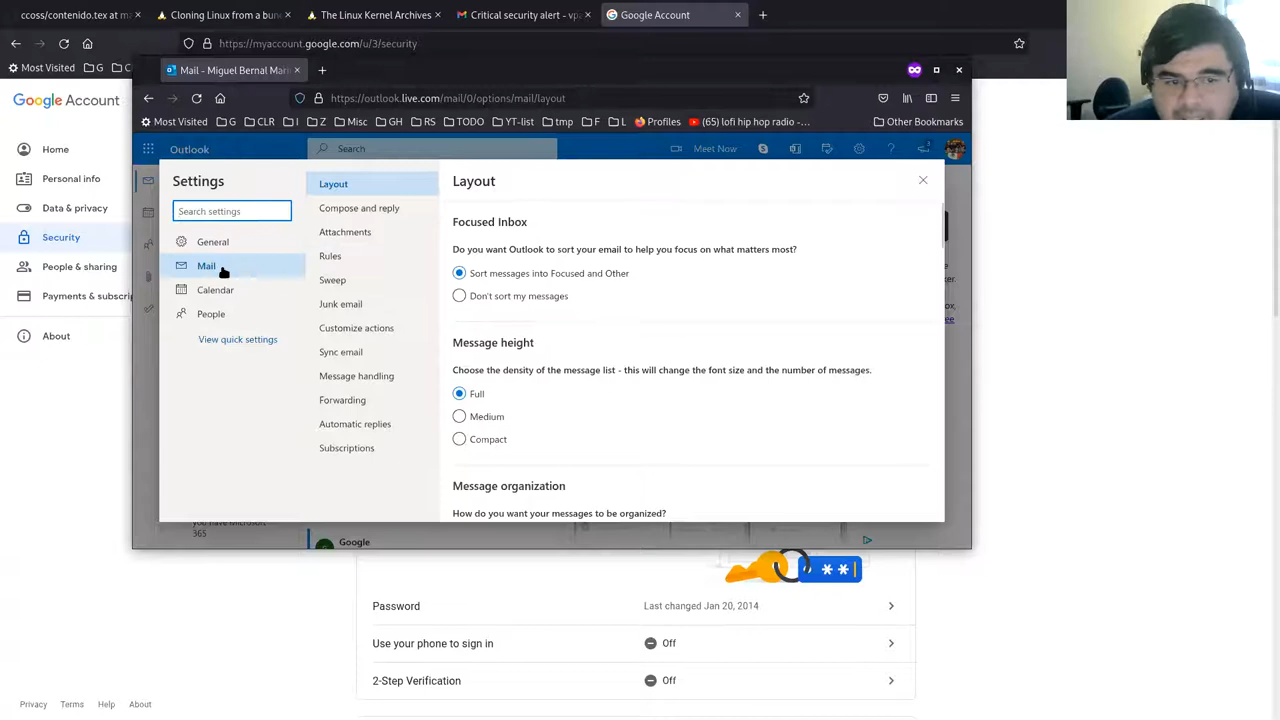 ccoss/contenido.tex at m
Cloning Linux from a bun
The Linux Kernel Archives
Critical security alert - vpa
Google Account
https://myaccount.google.com/u/3/security
Most Visited
G
Mail - Miguel Bernal Mari
https://outlook.live.com/mail/0/options/mail/layout
Most Visited
G
CLR
I
Misc
GH
RS
TODO
YT-list
tmp
F
L
Profiles
(65) lofi hip hop radio - ...
Other Bookmarks
Google Account
Home
Personal info
Data & privacy
Security
People & sharing
Payments & subscrip
About
Outlook
Search
Meet Now
Settings
Search settings
General
Mail
Calendar
People
View quick settings
Layout
Compose and reply
Attachments
Rules
Sweep
Junk email
Customize actions
Sync email
Message handling
Forwarding
Automatic replies
Subscriptions
Layout
Focused Inbox
Do you want Outlook to sort your email to help you focus on what matters most?
Sort messages into Focused and Other
Don't sort my messages
Message height
Choose the density of the message list - this will change the font size and the number of messages.
Full
Medium
Compact
Message organization
How do you want your messages to be organized?
you have Microsoft
365
Google
Password
Last changed Jan 20, 2014
Use your phone to sign in
Off
2-Step Verification
Off
Privacy
Terms
Help
About